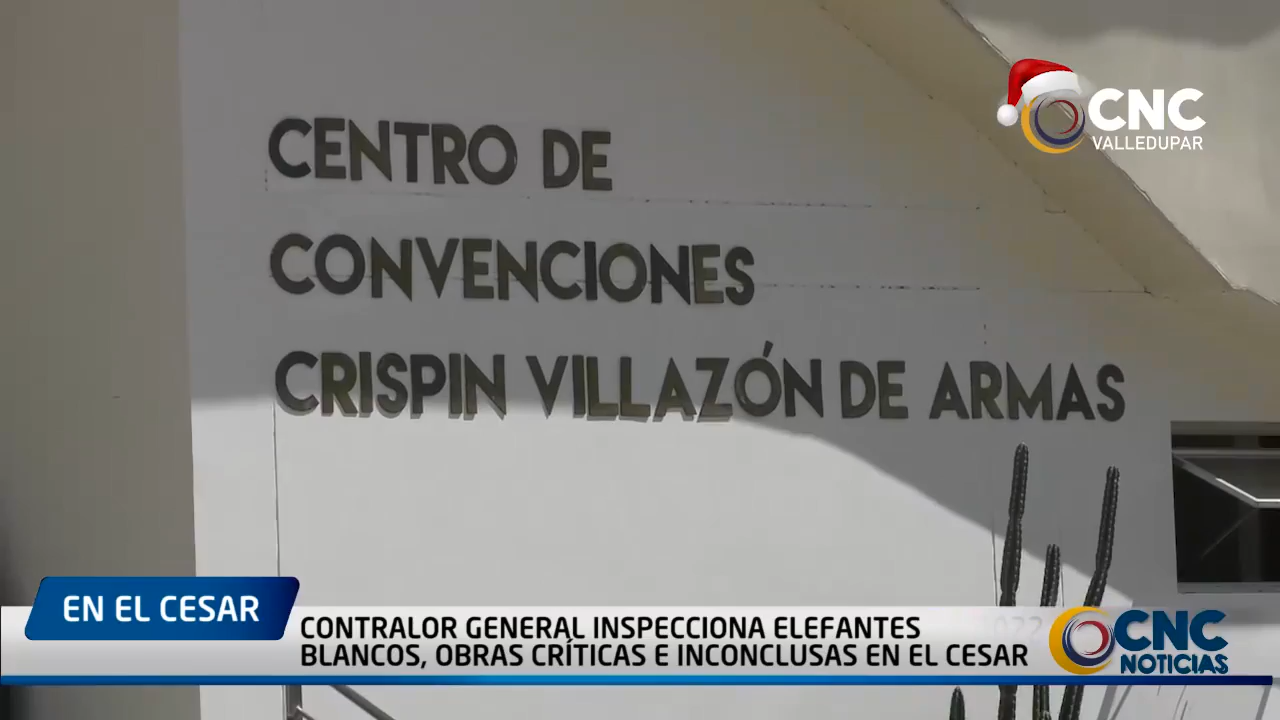 CNC
VALLEDUPAR
CENTRO DE
CONVENCIONES
CRISPIN VILLAZÓN DE ARMAS
EN EL CESAR
CONTRALOR GENERAL INSPECCIONA ELEFANTES
BLANCOS, OBRAS CRÍTICAS E INCONCLUSAS EN EL CESAR
CNC
NOTICIAS